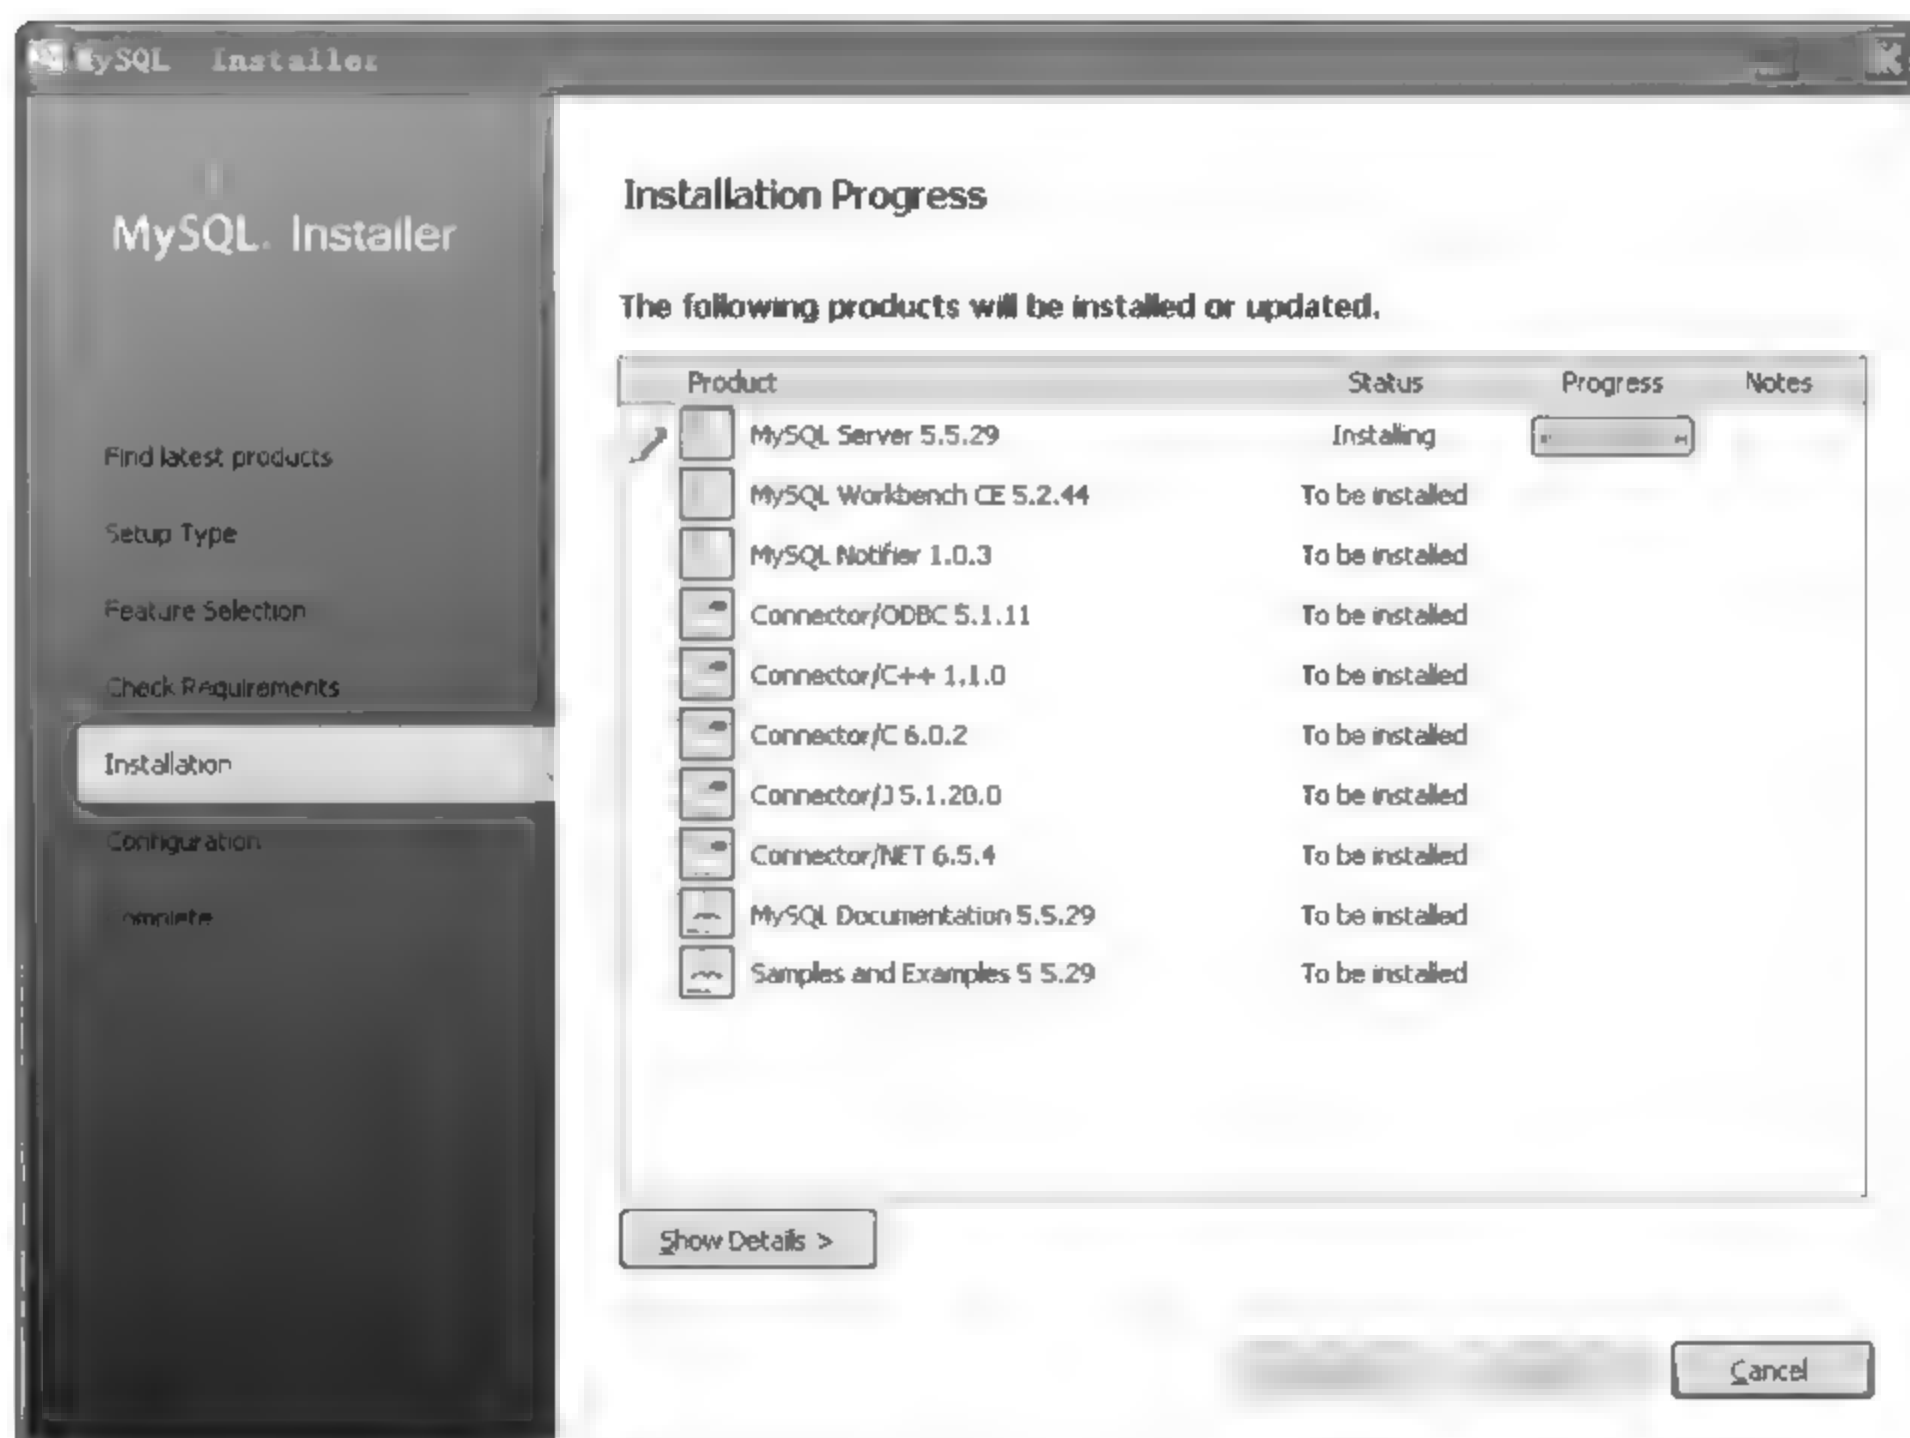 MySQL Installer
MySQL. Installer
Find latest products
Setup Type
Feature Selection
Check Requirements
Installation
Configuration
Complete
Installation Progress
The following products will be installed or updated.
Product Status Progress Notes
MySQL Server 5.5.29 Installing
MySQL Workbench CE 5.2.44 To be installed
MySQL Notifier 1.0.3 To be installed
Connector/ODBC 5.1.11 To be installed
Connector/C++ 1.1.0 To be installed
Connector/C 6.0.2 To be installed
Connector/J 5.1.20.0 To be installed
Connector/NET 6.5.4 To be installed
MySQL Documentation 5.5.29 To be installed
Samples and Examples 5.5.29 To be installed
Show Details >
Cancel